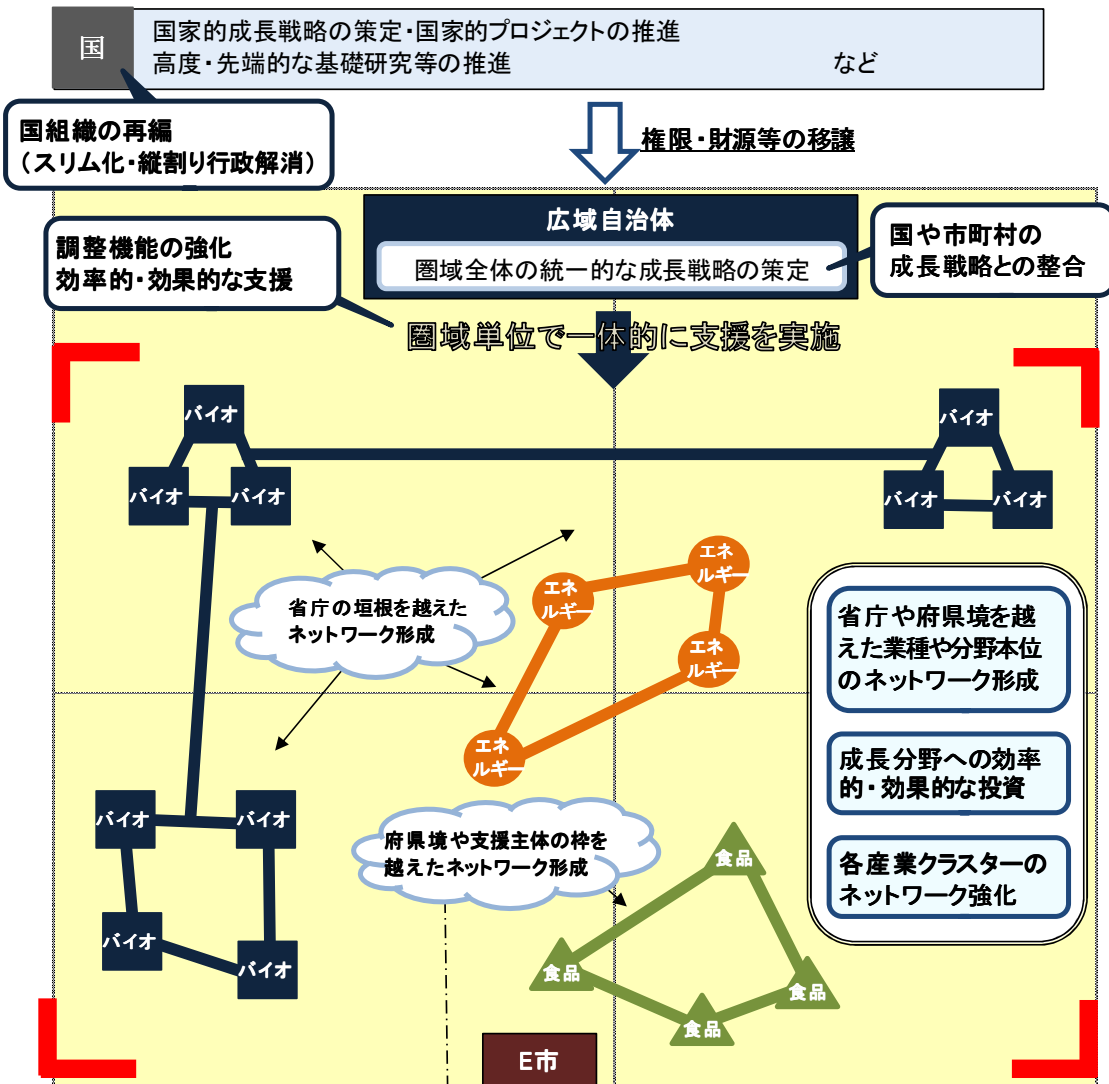 国
国家的成長戦略の策定・国家的プロジェクトの推進
高度・先端的な基礎研究等の推進　など
国組織の再編
（スリム化・縦割り行政解消）
権限・財源等の移譲
広域自治体
圏域全体の統一的な成長戦略の策定
国や市町村の
成長戦略との整合
調整機能の強化
効率的・効果的な支援
圏域単位で一体的に支援を実施
バイオ
バイオ
バイオ
バイオ
バイオ
バイオ
省庁の垣根を越えた
ネットワーク形成
エネ
ルギー
エネ
ルギー
エネ
ルギー
エネ
ルギー
省庁や府県境を越
えた業種や分野本位
のネットワーク形成
成長分野への効率
的・効果的な投資
各産業クラスターの
ネットワーク強化
バイオ
バイオ
バイオ
バイオ
府県境や支援主体の枠を
越えたネットワーク形成
食品
食品
食品
食品
E市